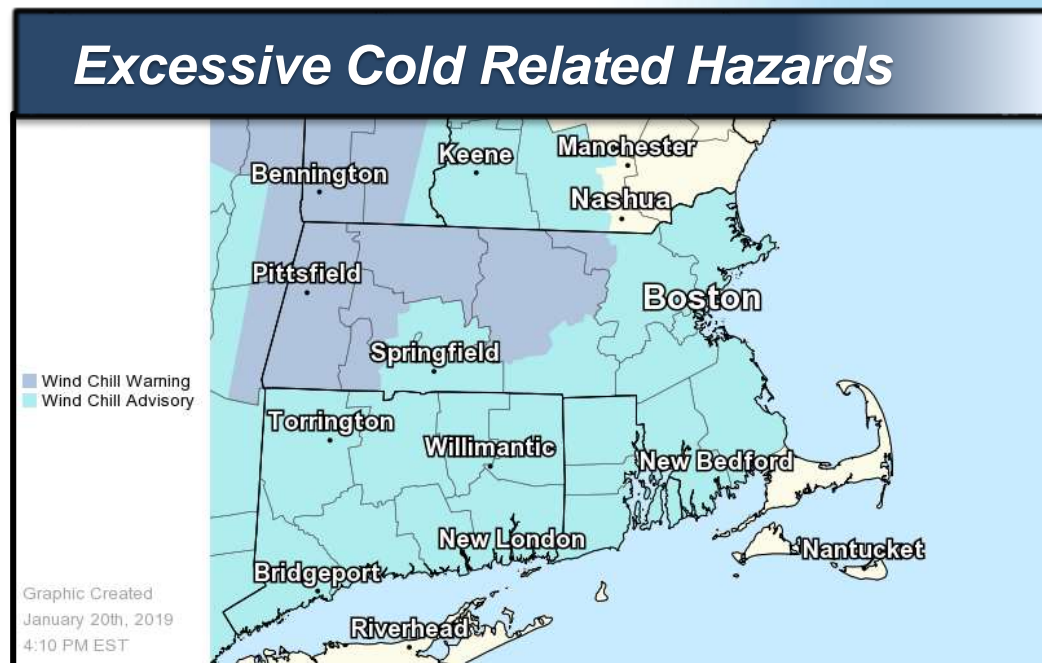 Excessive Cold Related Hazards
Keene
Manchester
Bennington
Nashua
Pittsfield
Boston
Springfield
Wind Chill Warning
Wind Chill Advisory
Torrington
Willimantic
New Bedford
New London
Nantucket
Bridgeport
Riverhead
Graphic Created
January 20th, 2019
4:10 PM EST